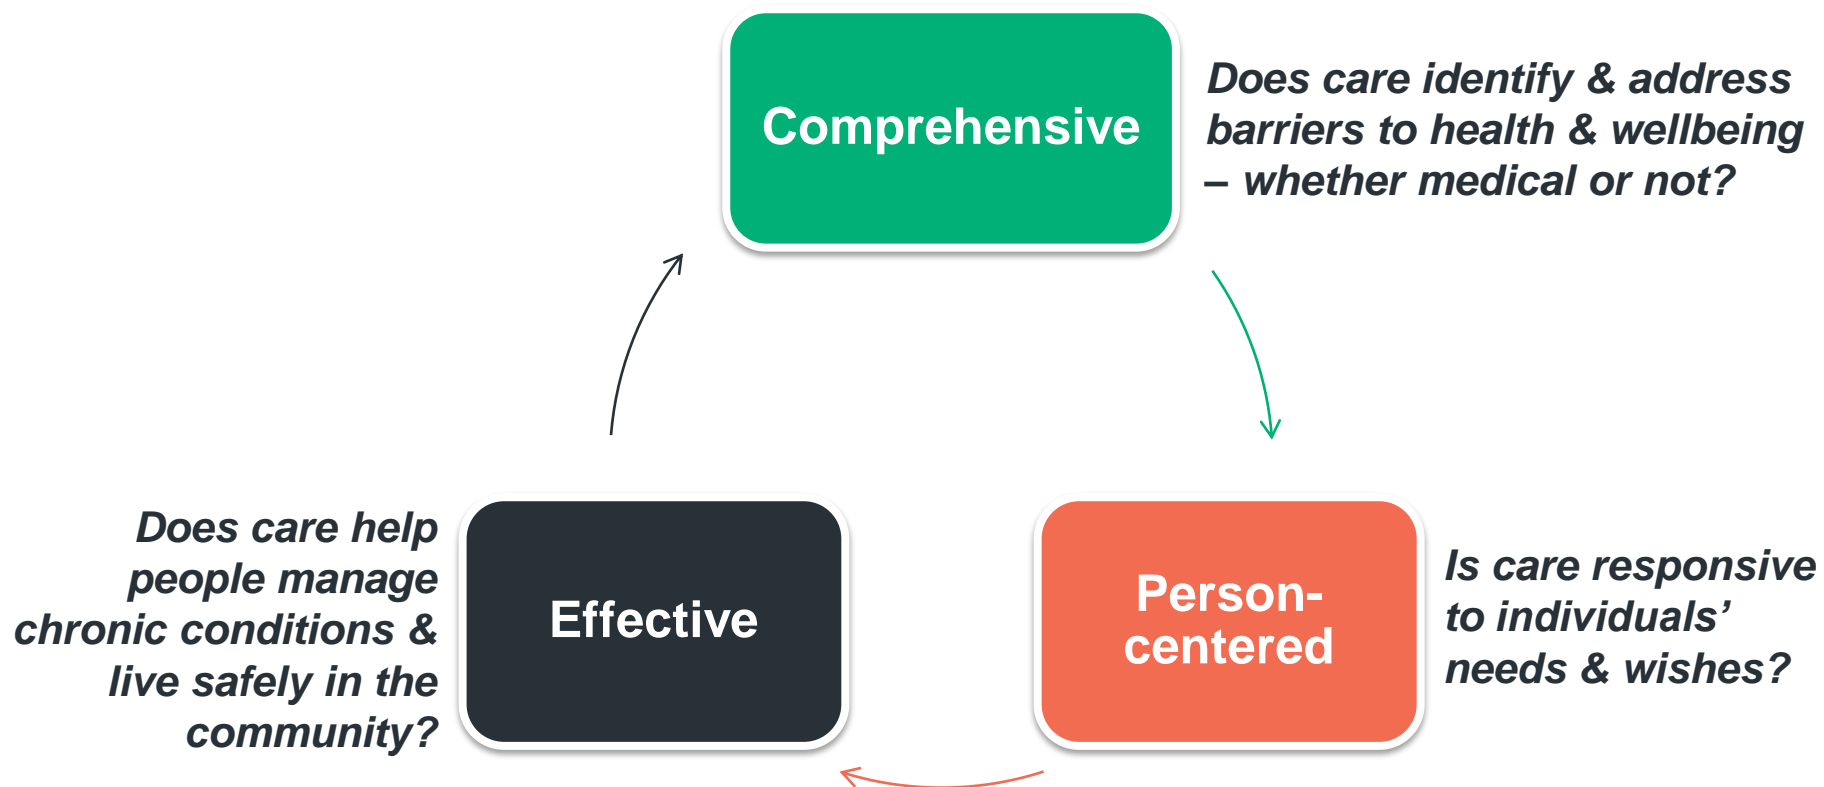 Comprehensive
Does care identify & address
barriers to health & wellbeing
– whether medical or not?
Person-
centered
Is care responsive
to individuals’
needs & wishes?
Effective
Does care help
people manage
chronic conditions &
live safely in the
community?